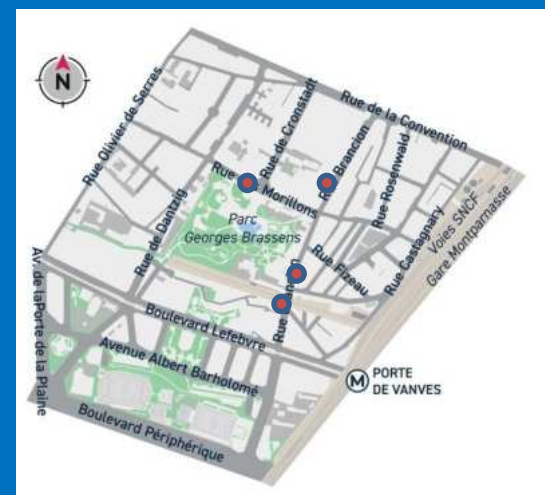 N
Rue Olivier de Serres
Rue de Cronstadt
Rue de la Convention
Rue Morillons
Brancion
Rue Rosenwald
Parc
Georges Brassens
Rue de Dantzig
Rue Castagnary
Voies SNCF
Gare Montparnasse
Rue Fizeau
Rue
Av. de laPorte de la Plaine
Boulevard Lefebvre
Avenue Albert Barholomé
M PORTE
DE VANVES
Boulevard Périphérique